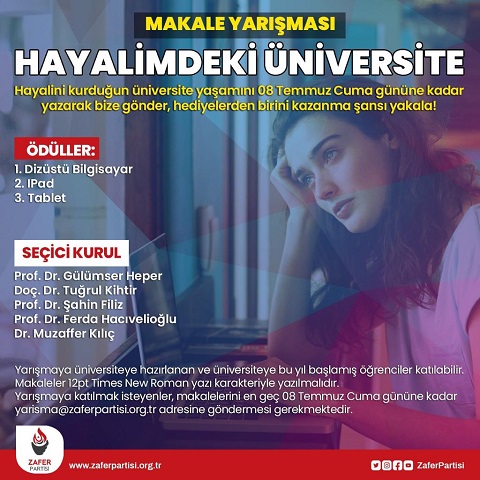 MAKALE YARIŞMASI
HAYALİMDEKİ ÜNİVERSİTE
Hayalini kurduğun üniversite yaşamını 08 Temmuz Cuma gününe kadar
yazarak bize gönder, hediyelerden birini kazanma şansı yakala!
ÖDÜLLER:
1. Dizüstü Bilgisayar
2. IPad
3. Tablet
SEÇİCİ KURUL
Prof. Dr. Gülümser Heper
Doç. Dr. Tuğrul Kihtir
Prof. Dr. Şahin Filiz
Prof. Dr. Ferda Hacıvelioğlu
Dr. Muzaffer Kılıç
Yarışmaya üniversiteye hazırlanan ve üniversiteye bu yıl başlamış öğrenciler katılabilir.
Makaleler 12pt Times New Roman yazı karakteriyle yazılmalıdır.
Yarışmaya katılmak isteyenler, makalelerini en geç 08 Temmuz Cuma gününe kadar
yarisma@zaferpartisi.org.tr adresine göndermesi gerekmektedir.
ZAFER
PARTİSİ
www.zaferpartisi.org.tr
ZaferPartisi